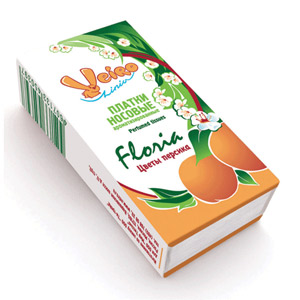 Veiro
Linia
ПЛАТКИ
НОСОВЫЕ
ароматизированные
Perfumed tissues
Floria
Цветы персика